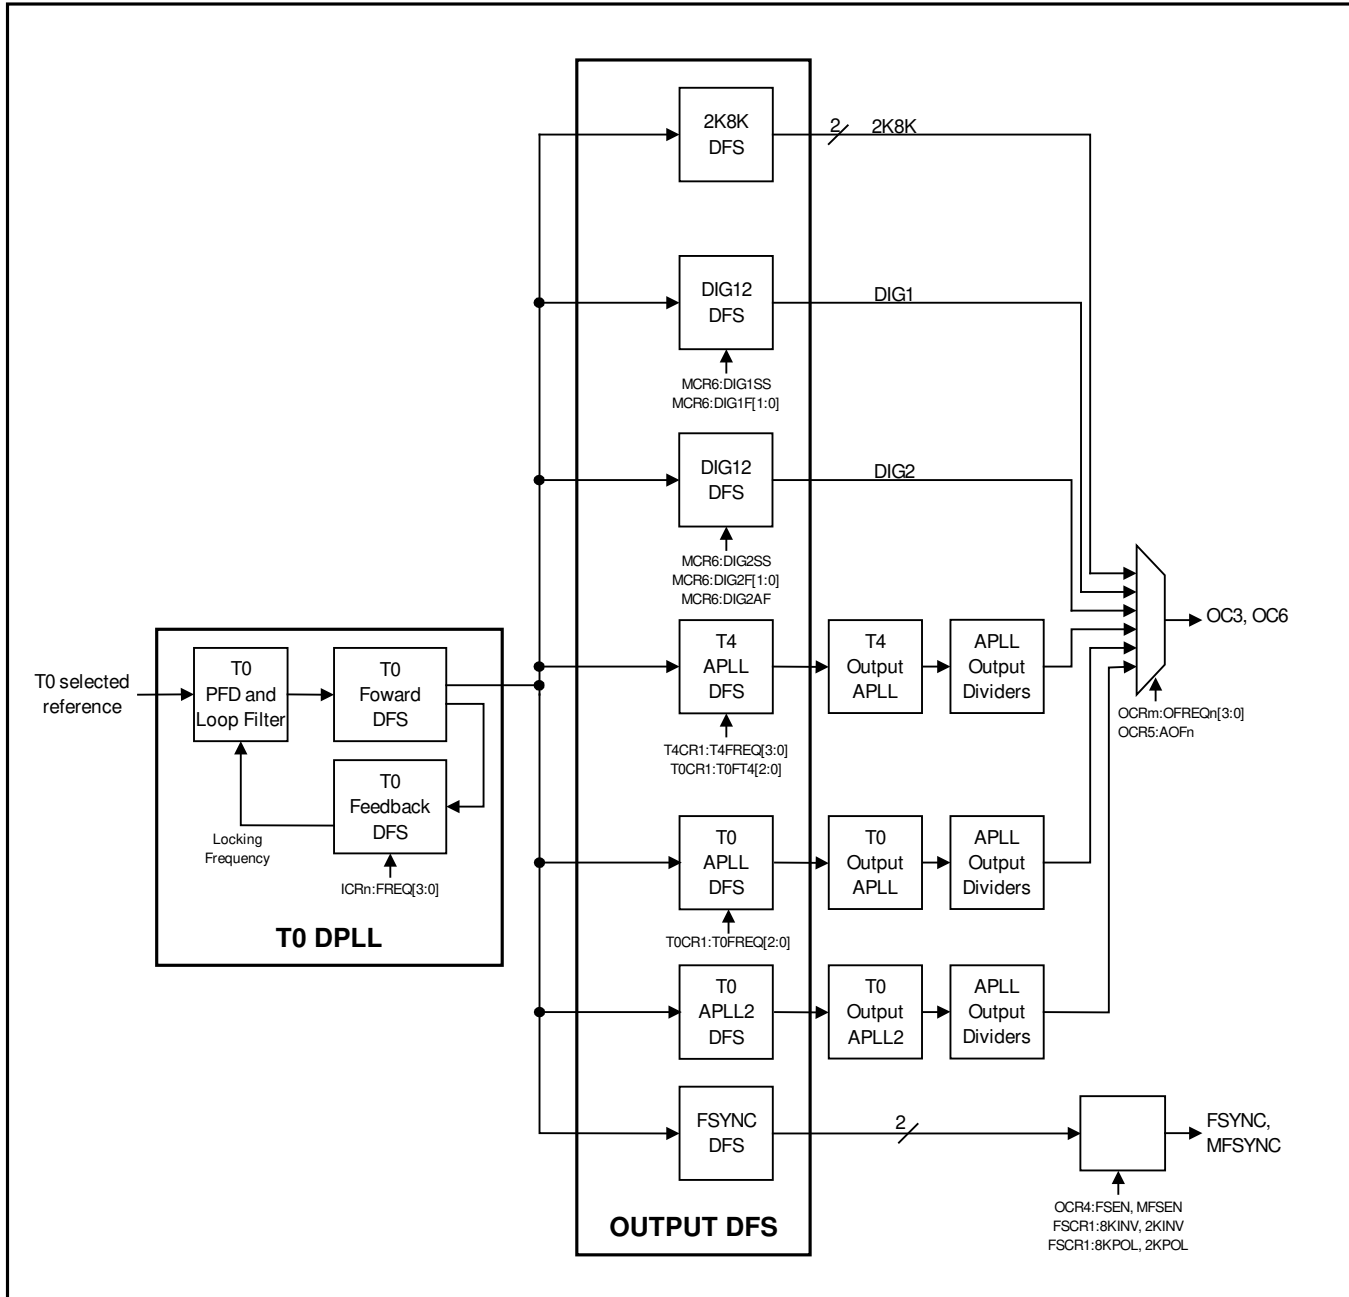 2K8K
DFS
2
2K8K
DIG12
DFS
DIG1
MCR6:DIG1SS
MCR6:DIG1F[1:0]
DIG12
DFS
DIG2
MCR6:DIG2SS
MCR6:DIG2F[1:0]
MCR6:DIG2AF
T0 selected
reference
T0
PFD and
Loop Filter
T0
Foward
DFS
T0
Feedback
DFS
Locking
Frequency
ICRn:FREQ[3:0]
T0 DPLL
T4
APLL
DFS
T4
Output
APLL
APLL
Output
Dividers
T4CR1:T4FREQ[3:0]
T0CR1:T0FT4[2:0]
OC3, OC6
OCRm:OFREQn[3:0]
OCR5:AOFn
T0
APLL
DFS
T0
Output
APLL
APLL
Output
Dividers
T0CR1:T0FREQ[2:0]
T0
APLL2
DFS
T0
Output
APLL2
APLL
Output
Dividers
FSYNC
DFS
2
FSYNC,
MFSYNC
OCR4:FSEN, MFSEN
FSCR1:8KINV, 2KINV
FSCR1:8KPOL, 2KPOL
OUTPUT DFS